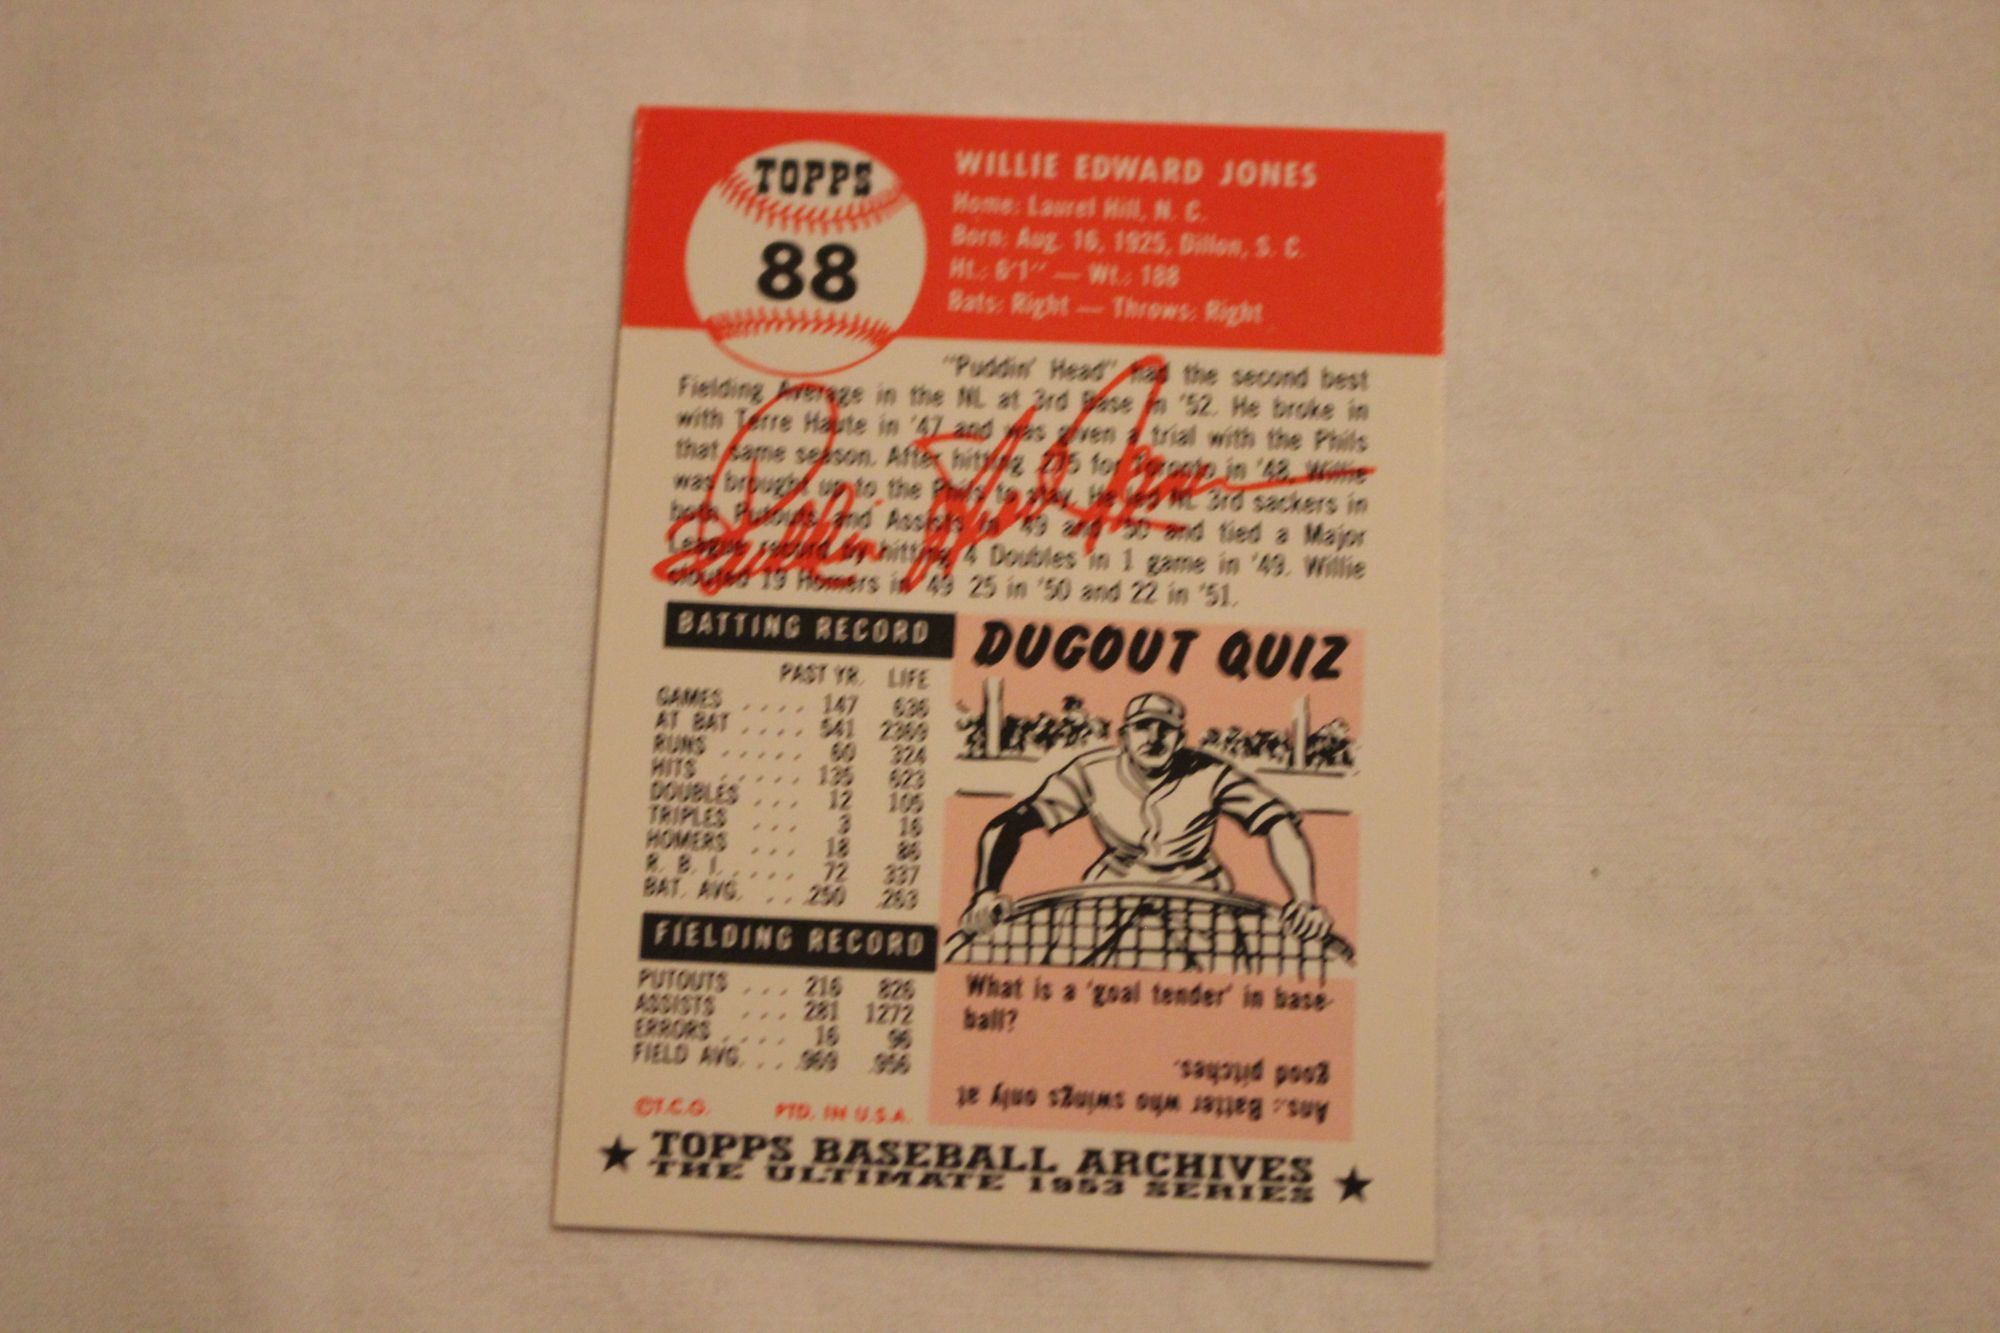 TOPPS
88
WILLIE EDWARD JONES
Home: Laurel Hill, N. C.
Born: Aug. 16, 1925, Dillon, S. C.
Ht.: 6'1" — Wt.: 188
Bats: Right — Throws: Right
"Puddin' Head" had the second best
Fielding Average in the NL at 3rd Base in '52. He broke in
with Terre Haute in '47 and was given a trial with the Phils
that same season. After hitting .275 for Toronto in '48, Willie
was brought up to the Phils to stay. He led NL 3rd sackers in
both Putouts and Assists in '49 and '50 and tied a Major
League record by hitting 4 Doubles in 1 game in '49. Willie
clouted 19 Homers in '49 25 in '50 and 22 in '51.
BATTING RECORD
PAST YR. LIFE
GAMES .... 147 636
AT BAT .... 541 2369
RUNS ..... 60 324
HITS ..... 135 623
DOUBLES ... 12 105
TRIPLES ... 3 16
HOMERS ... 18 86
R. B. I. .... 72 337
BAT. AVG. ... .250 .263
FIELDING RECORD
PUTOUTS ... 216 826
ASSISTS ... 281 1272
ERRORS .... 16 96
FIELD AVG. ... .969 .956
©T.C.G. PTD. IN U.S.A.
DUGOUT QUIZ
What is a 'goal tender' in base-
ball?
Ans.: Batter who swings only at
good pitches.
TOPPS BASEBALL ARCHIVES
THE ULTIMATE 1953 SERIES